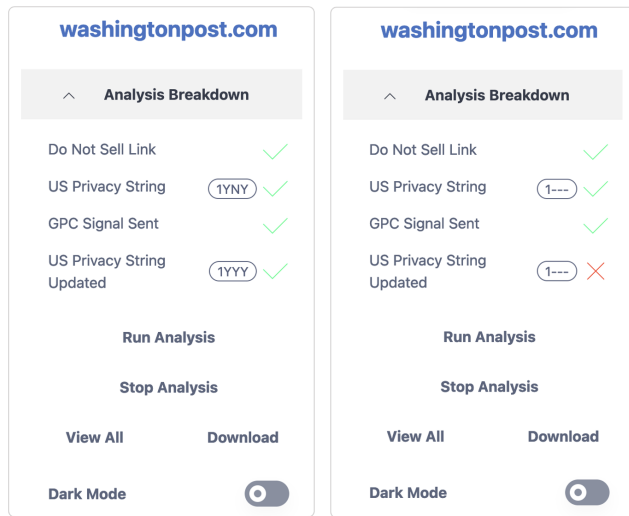 washingtonpost.com
Analysis Breakdown
Do Not Sell Link
US Privacy String 1YNY
GPC Signal Sent
US Privacy String
Updated 1YYY
Run Analysis
Stop Analysis
View All Download
Dark Mode
washingtonpost.com
Analysis Breakdown
Do Not Sell Link
US Privacy String 1---
GPC Signal Sent
US Privacy String
Updated 1---
Run Analysis
Stop Analysis
View All Download
Dark Mode